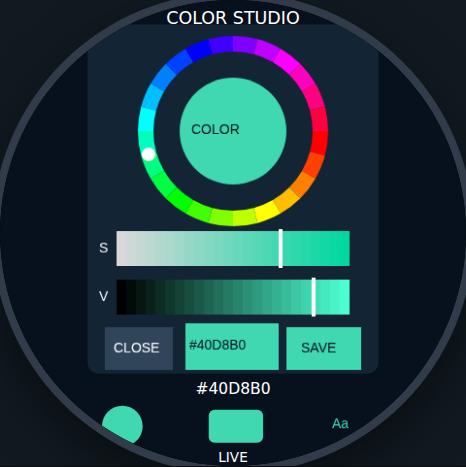 COLOR STUDIO
COLOR
S
V
CLOSE #40D8B0 SAVE
#40D8B0
Aa
LIVE